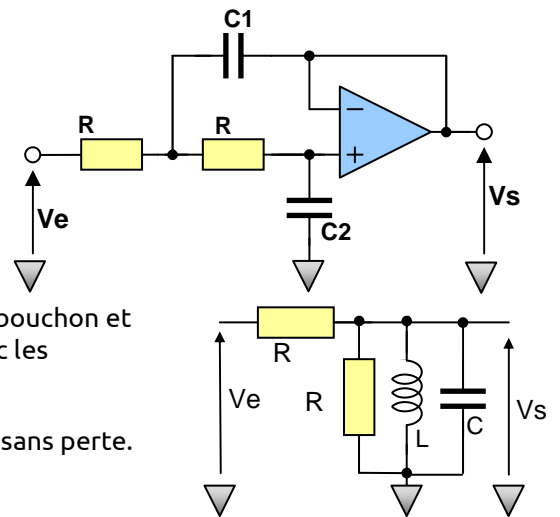 C1
R
R
−
+
Ve
Vs
C2
bouchon et
c les
R
Ve
R
L
C
Vs
sans perte.